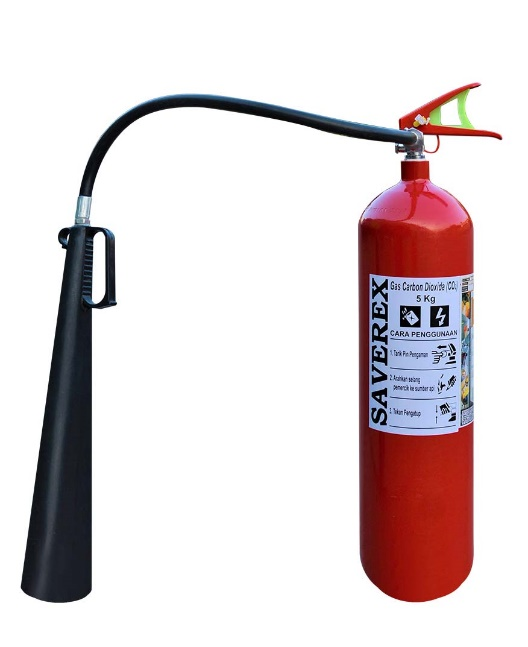 SAVEREX
Gas Carbon Dioxide (CO₂)
5 Kg
CARA PENGGUNAAN
1. Tarik Pin Pengaman
2. Arahkan selang
pemercik ke sumber api
3. Tekan Pengatup